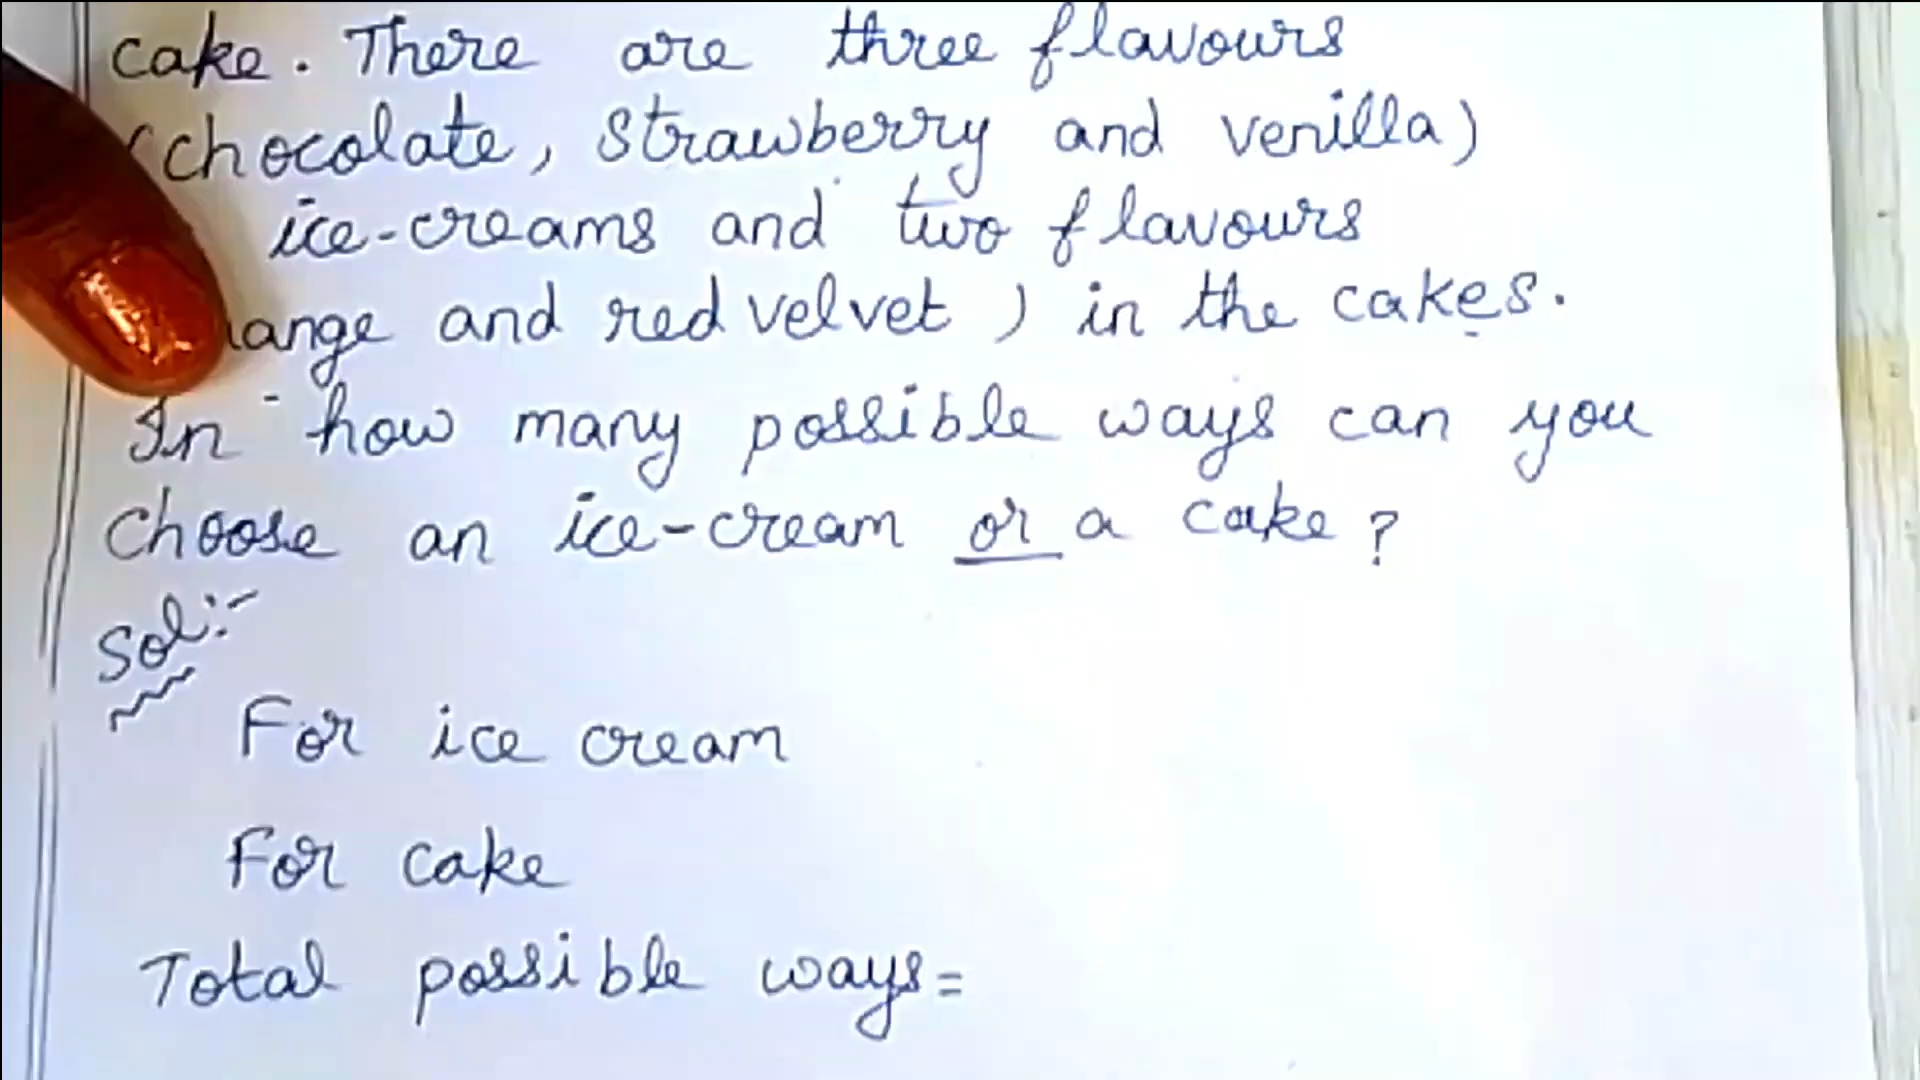 cake. There are three flavours
(chocolate, strawberry and venilla)
ice-creams and two flavours
and red velvet) in the cakes.
In how many possible ways can you
choose an ice-cream or a cake?
Sol:-
For ice cream
For cake
Total possible ways=